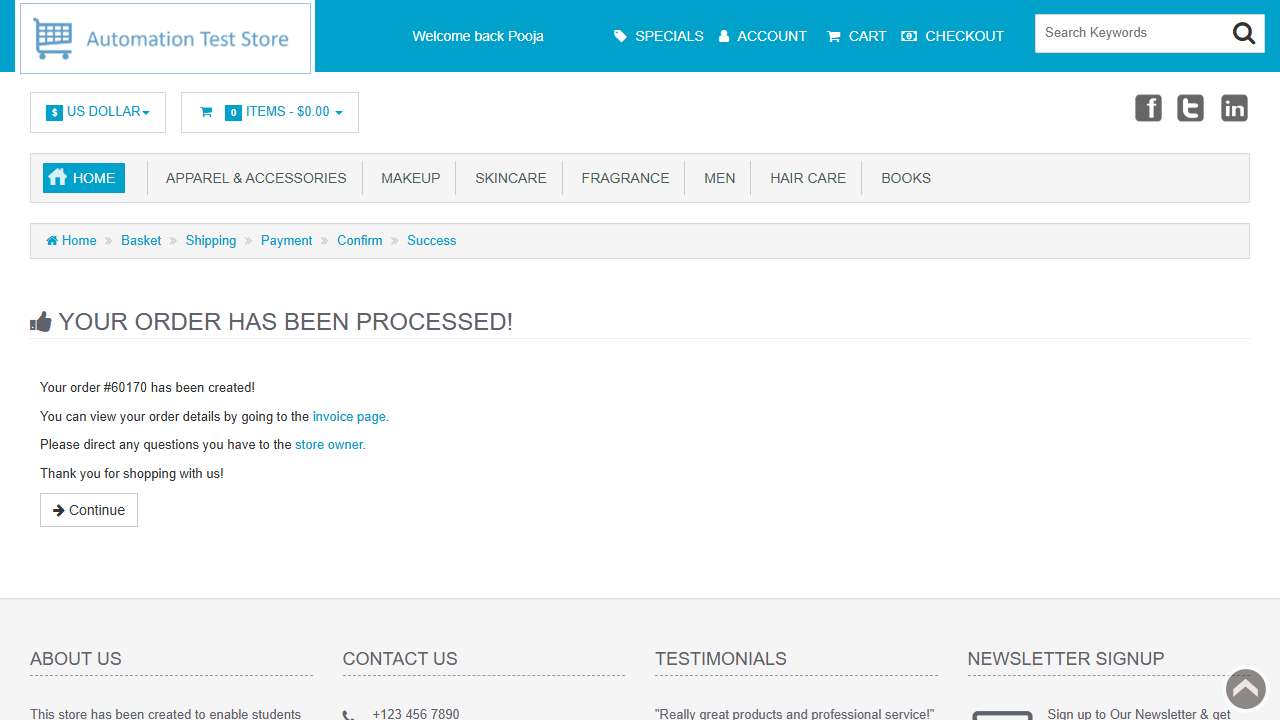 Automation Test Store
Welcome back Pooja
SPECIALS
ACCOUNT
CART
CHECKOUT
Search Keywords
$ US DOLLAR
0 ITEMS - $0.00
f
t
in
HOME
APPAREL & ACCESSORIES
MAKEUP
SKINCARE
FRAGRANCE
MEN
HAIR CARE
BOOKS
Home » Basket » Shipping » Payment » Confirm » Success
YOUR ORDER HAS BEEN PROCESSED!
Your order #60170 has been created!
You can view your order details by going to the invoice page.
Please direct any questions you have to the store owner.
Thank you for shopping with us!
Continue
ABOUT US
CONTACT US
TESTIMONIALS
NEWSLETTER SIGNUP
This store has been created to enable students
+123 456 7890
"Really great products and professional service!"
Sign up to Our Newsletter & get